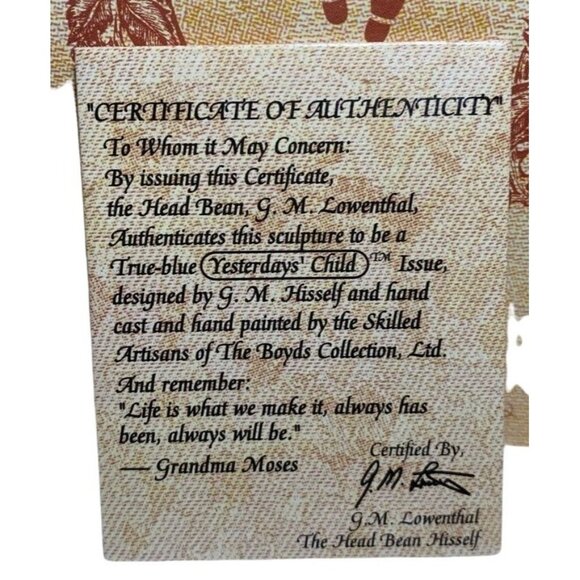 "CERTIFICATE OF AUTHENTICITY"
To Whom it May Concern:
By issuing this Certificate,
the Head Bean, G. M. Lowenthal,
Authenticates this sculpture to be a
True-blue Yesterdays' Child™ Issue,
designed by G. M. Hisself and hand
cast and hand painted by the Skilled
Artisans of The Boyds Collection, Ltd.
And remember:
"Life is what we make it, always has
been, always will be."
— Grandma Moses
Certified By,
G.M. Lowenthal
The Head Bean Hisself